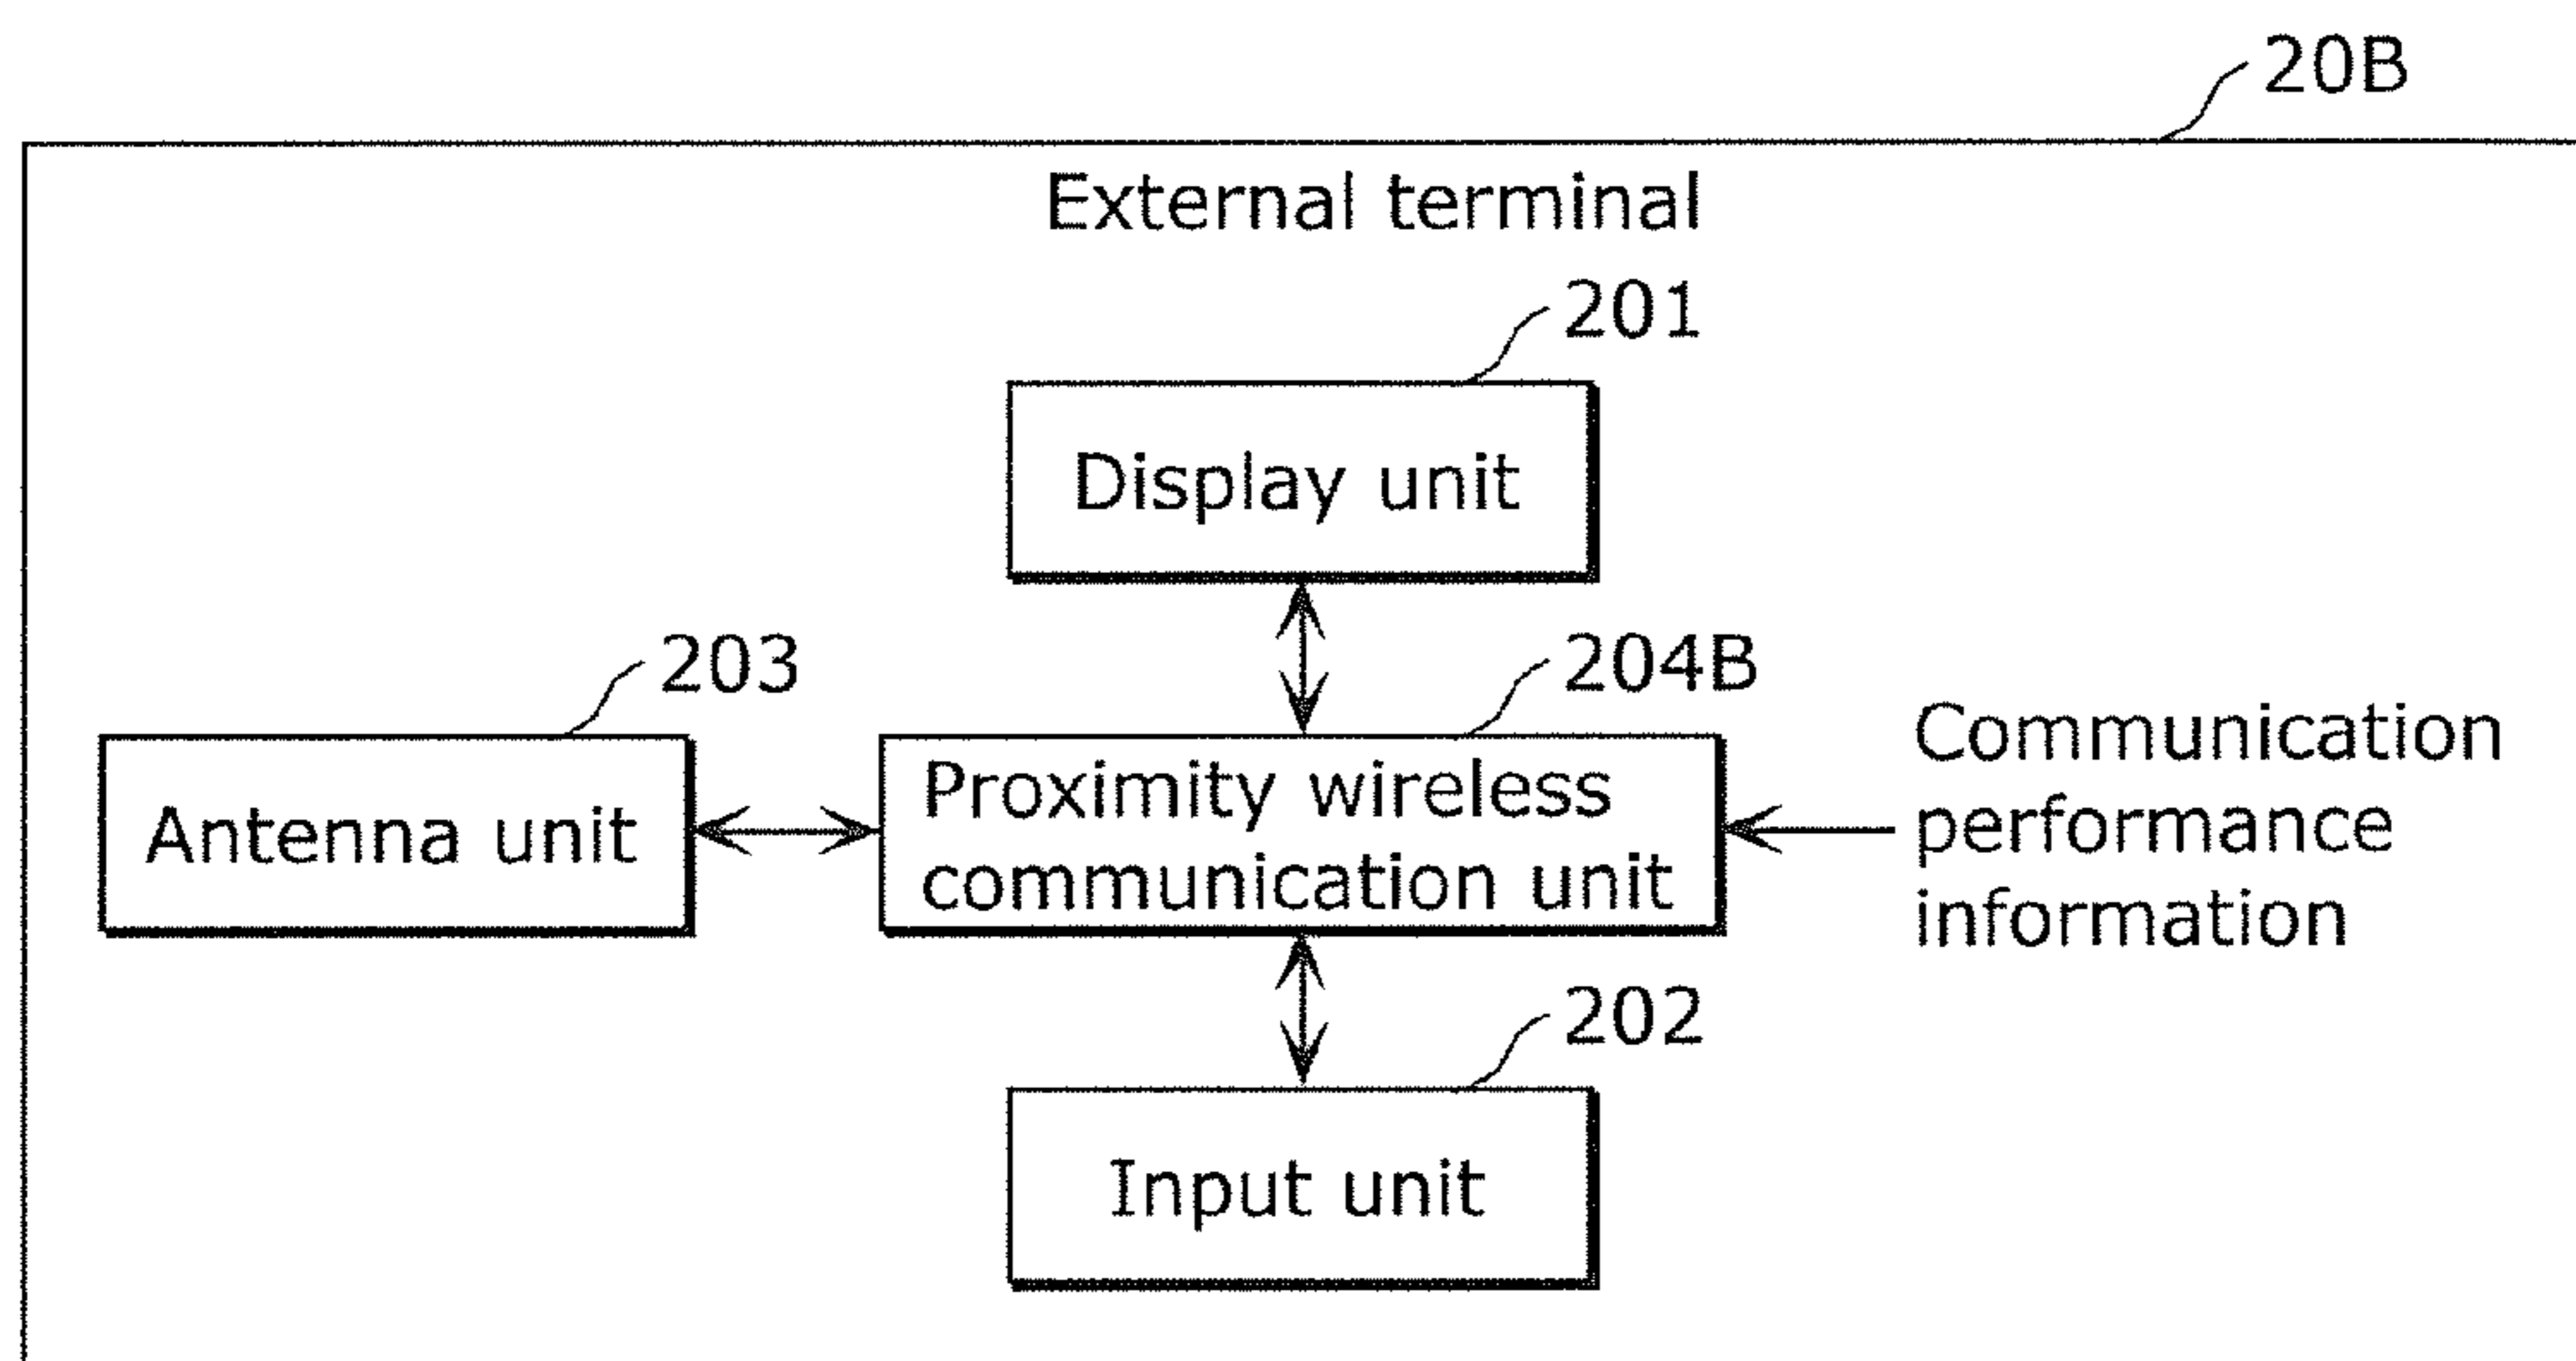 20B
External terminal
201
Display unit
203
204B
Antenna unit
Proximity wireless
communication unit
Communication
performance
information
202
Input unit